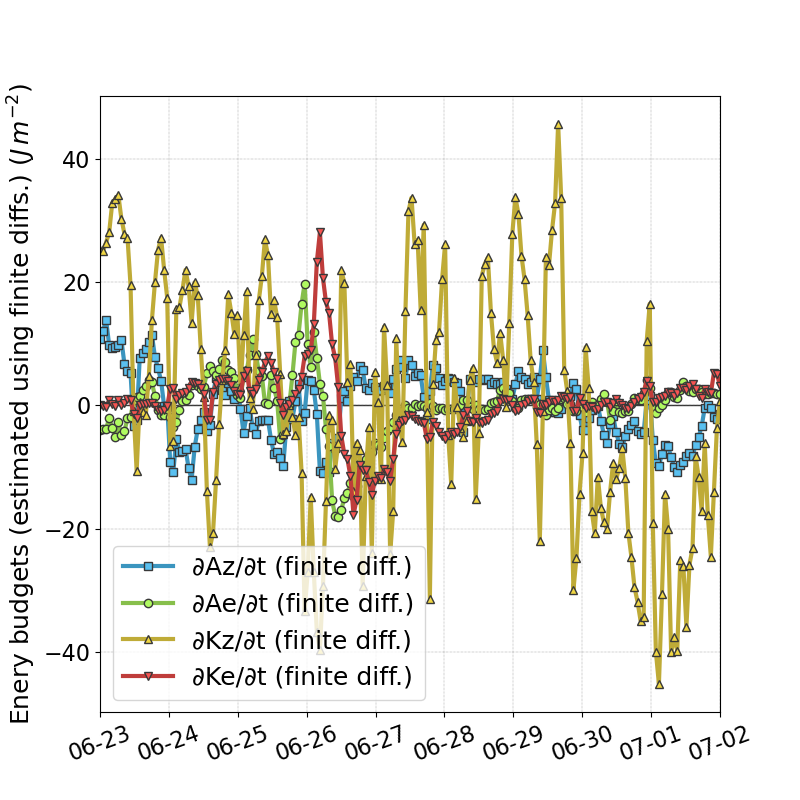 Enery budgets (estimated using finite diffs.) (J m⁻²)
40
20
0
−20
−40
∂Az/∂t (finite diff.)
∂Ae/∂t (finite diff.)
∂Kz/∂t (finite diff.)
∂Ke/∂t (finite diff.)
06-23 06-24 06-25 06-26 06-27 06-28 06-29 06-30 07-01 07-02